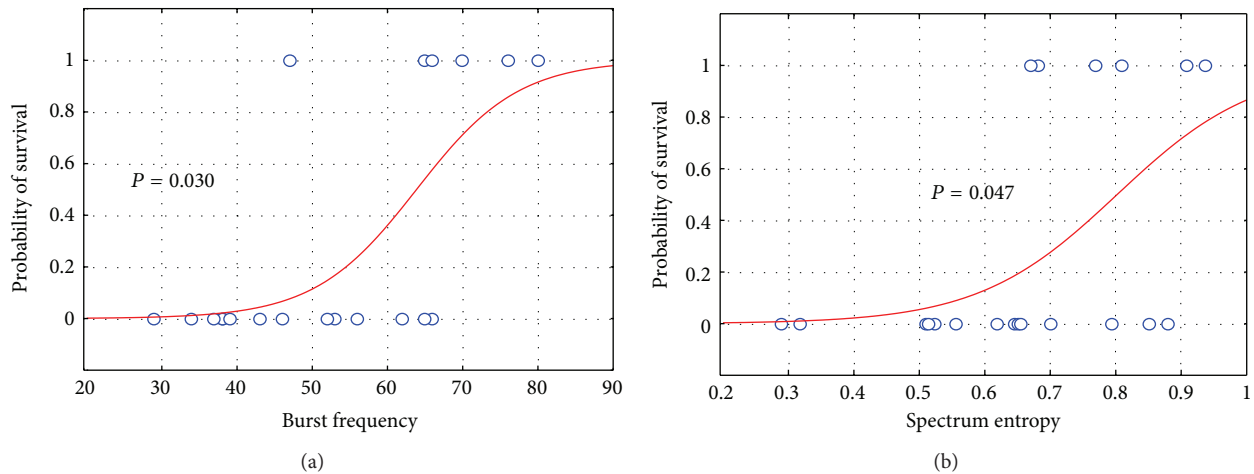 1
0.8
0.6
0.4
0.2
0
Probability of survival
P = 0.030
20 30 40 50 60 70 80 90
Burst frequency
(a)
1
0.8
0.6
0.4
0.2
0
Probability of survival
P = 0.047
0.2 0.3 0.4 0.5 0.6 0.7 0.8 0.9 1
Spectrum entropy
(b)